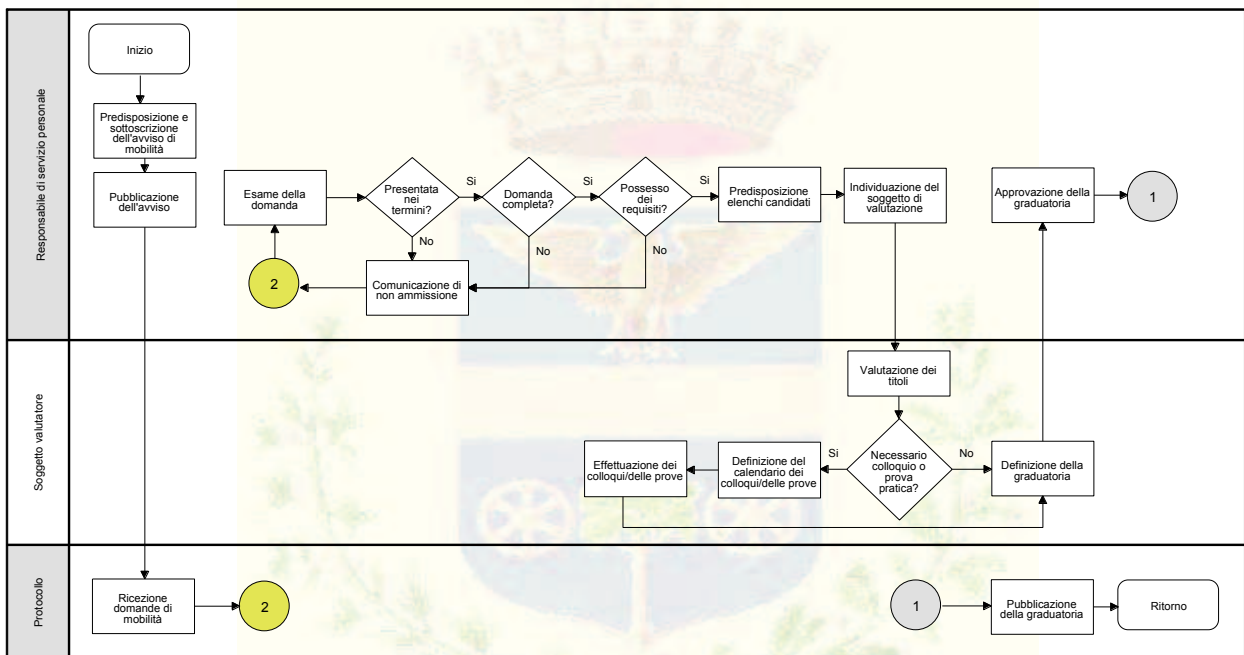 Responsabile di servizio personale
Inizio
Predisposizione e
sottoscrizione
dell'avviso di
mobilità
Pubblicazione
dell'avviso
Esame della
domanda
2
Presentata
nei
termini?
Si
No
Comunicazione di
non ammissione
Domanda
completa?
Si
No
Possesso
dei
requisiti?
Si
No
Predisposizione
elenchi candidati
Individuazione del
soggetto di
valutazione
Approvazione della
graduatoria
1
Soggetto valutatore
Valutazione dei
titoli
Necessario
colloquio o
prova
pratica?
Si
No
Definizione del
calendario dei
colloqui/delle prove
Effettuazione dei
colloqui/delle prove
Definizione della
graduatoria
Protocollo
Ricezione
domande di
mobilità
2
1
Pubblicazione
della graduatoria
Ritorno